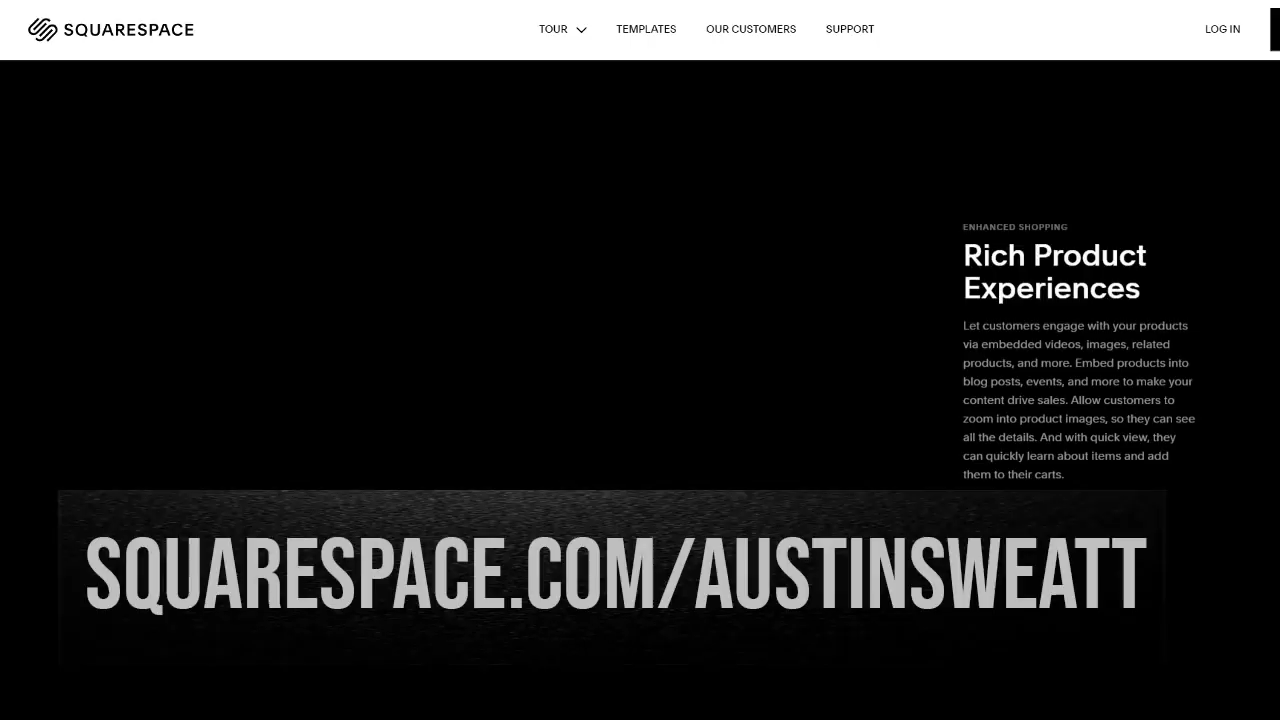 SQUARESPACE
TOUR
TEMPLATES
OUR CUSTOMERS
SUPPORT
LOG IN
ENHANCED SHOPPING
Rich Product
Experiences
Let customers engage with your products
via embedded videos, images, related
products, and more. Embed products into
blog posts, events, and more to make your
content drive sales. Allow customers to
zoom into product images, so they can see
all the details. And with quick view, they
can quickly learn about items and add
them to their carts.
SQUARESPACE.COM/AUSTINSWEATT